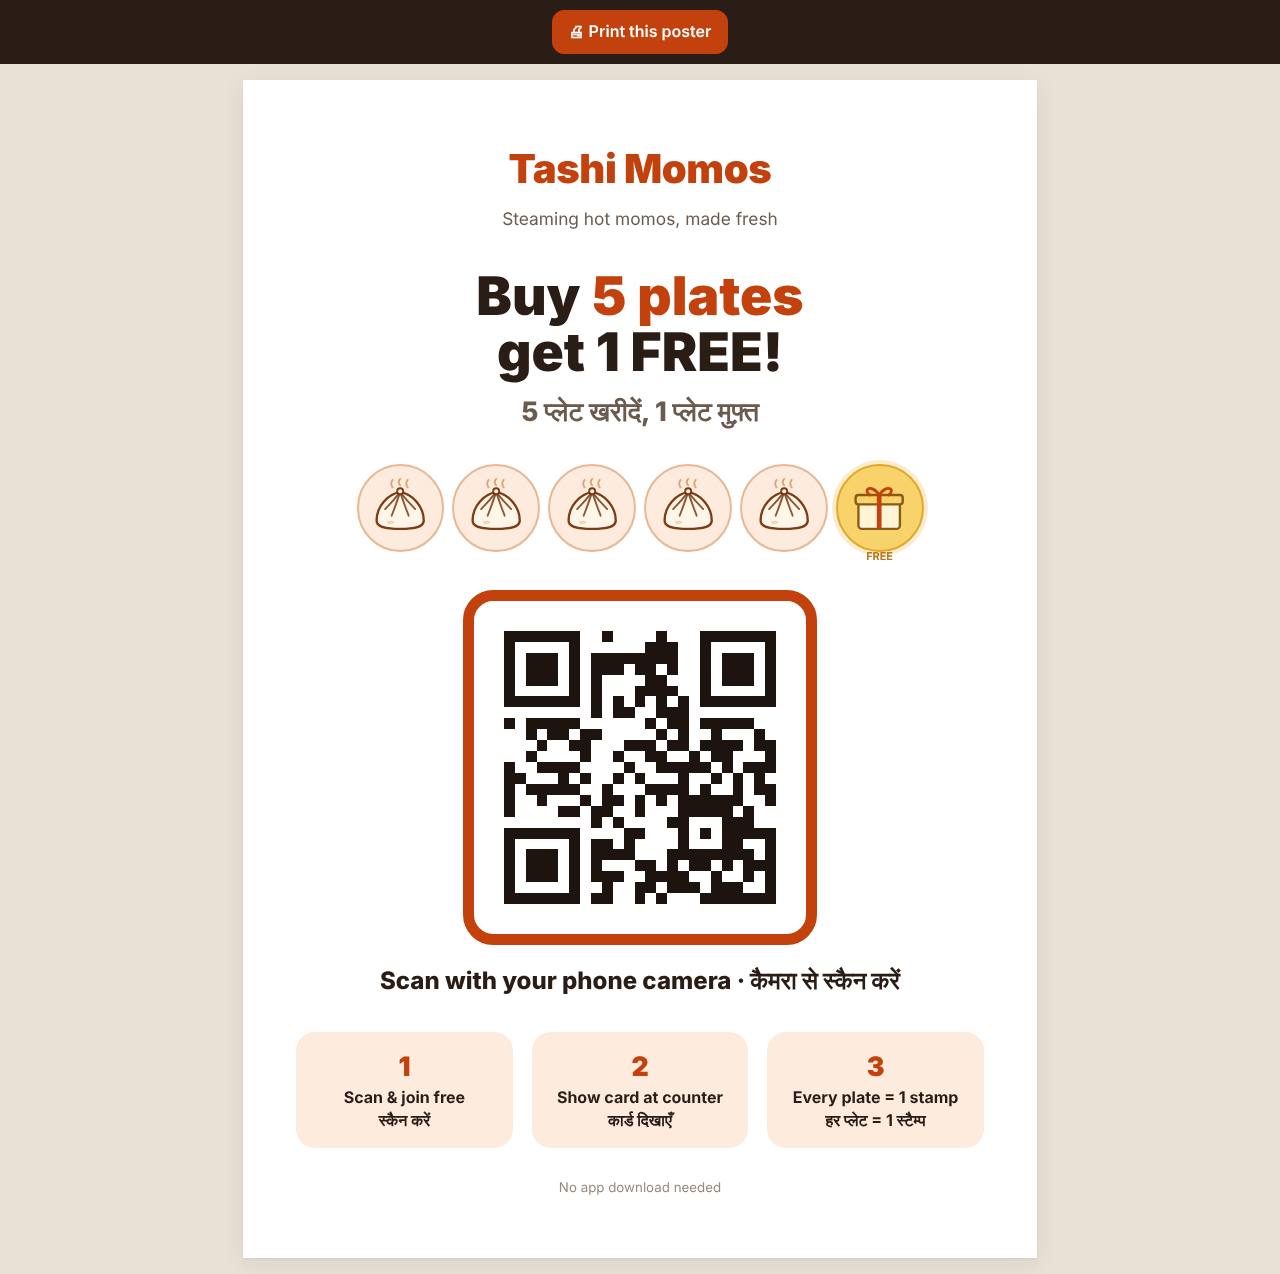 Print this poster
Tashi Momos
Steaming hot momos, made fresh
Buy 5 plates
get 1 FREE!
5 प्लेट खरीदें, 1 प्लेट मुफ़्त
FREE
Scan with your phone camera · कैमरा से स्कैन करें
1
Scan & join free
स्कैन करें
2
Show card at counter
कार्ड दिखाएँ
3
Every plate = 1 stamp
हर प्लेट = 1 स्टैम्प
No app download needed